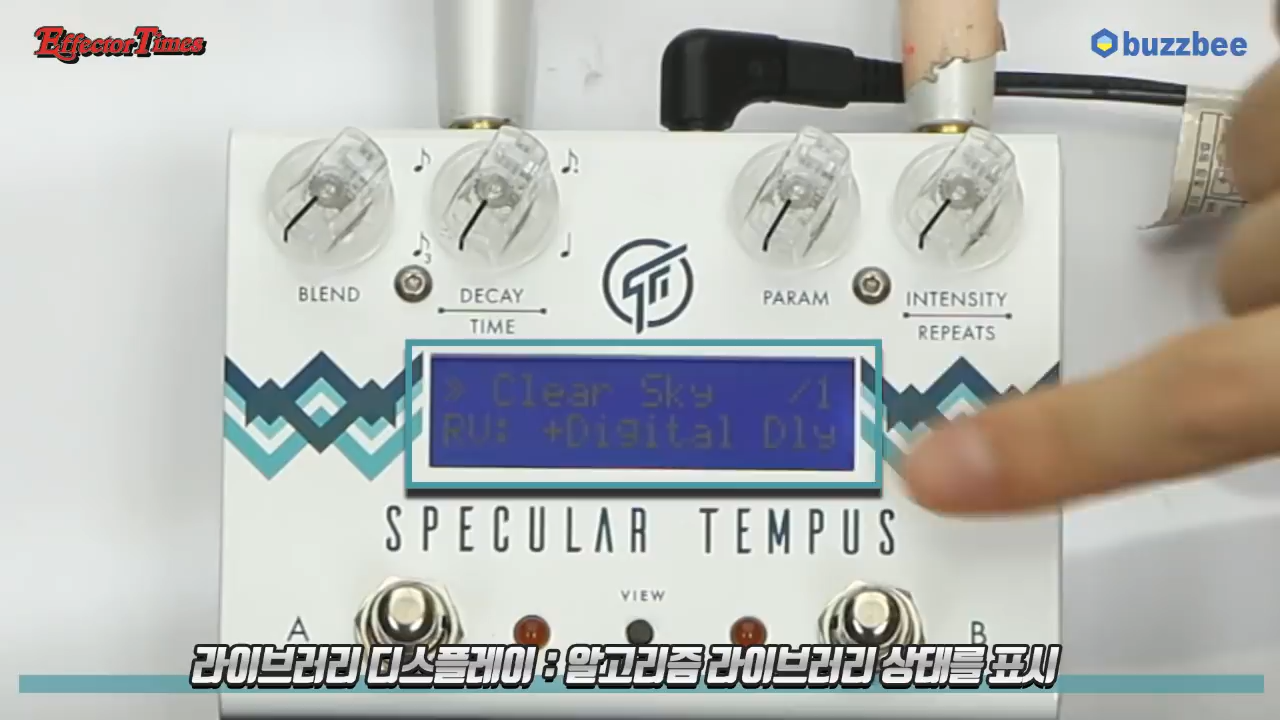 Effector Times
buzzbee
BLEND
DECAY
TIME
PARAM
INTENSITY
REPEATS
» Clear Sky /1
RV: +Digital Dly
SPECULAR TEMPUS
VIEW
A
B
라이브러리 디스플레이 : 알고리즘 라이브러리 상태를 표시